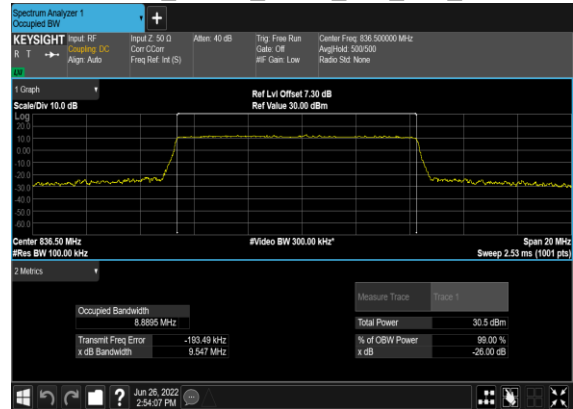 Spectrum Analyzer 1
Occupied BW
+
KEYSIGHT Input: RF Input Z: 50 Ω Atten: 40 dB Trig: Free Run Center Freq: 836.500000 MHz
R T Coupling: DC Corr CCorr Gate: Off Avg|Hold: 500/500
Align: Auto Freq Ref: Int (S) #IF Gain: Low Radio Std: None
LW
1 Graph
Ref Lvl Offset 7.30 dB
Scale/Div 10.0 dB Ref Value 30.00 dBm
Log
20.0
10.0
0.00
-10.0
-20.0
-30.0
-40.0
-50.0
-60.0
Center 836.50 MHz #Video BW 300.00 kHz* Span 20 MHz
#Res BW 100.00 kHz Sweep 2.53 ms (1001 pts)
2 Metrics
Measure Trace Trace 1
Occupied Bandwidth
8.8895 MHz Total Power 30.5 dBm
Transmit Freq Error -193.49 kHz % of OBW Power 99.00 %
x dB Bandwidth 9.547 MHz x dB -26.00 dB
? Jun 26, 2022
2:54:07 PM